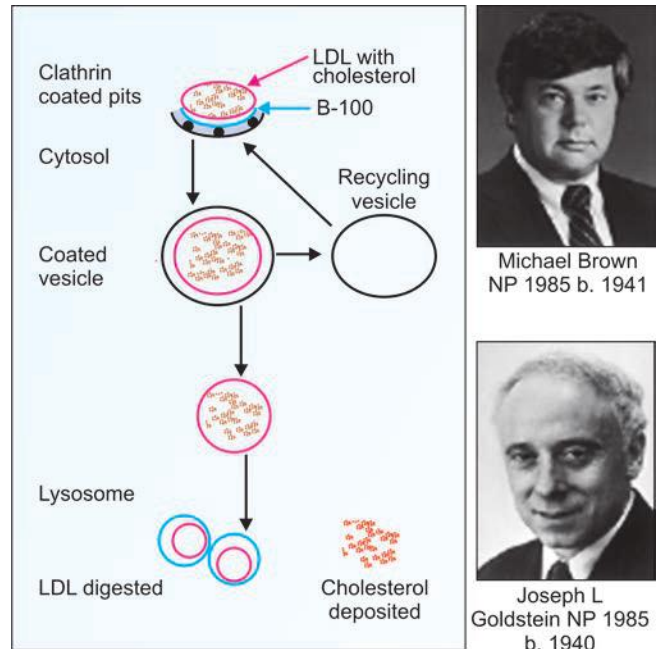 Clathrin
coated pits
LDL with
cholesterol
B-100
Cytosol
Recycling
vesicle
Coated
vesicle
Lysosome
LDL digested
Cholesterol
deposited
Michael Brown
NP 1985 b. 1941
Joseph L
Goldstein NP 1985
b. 1940